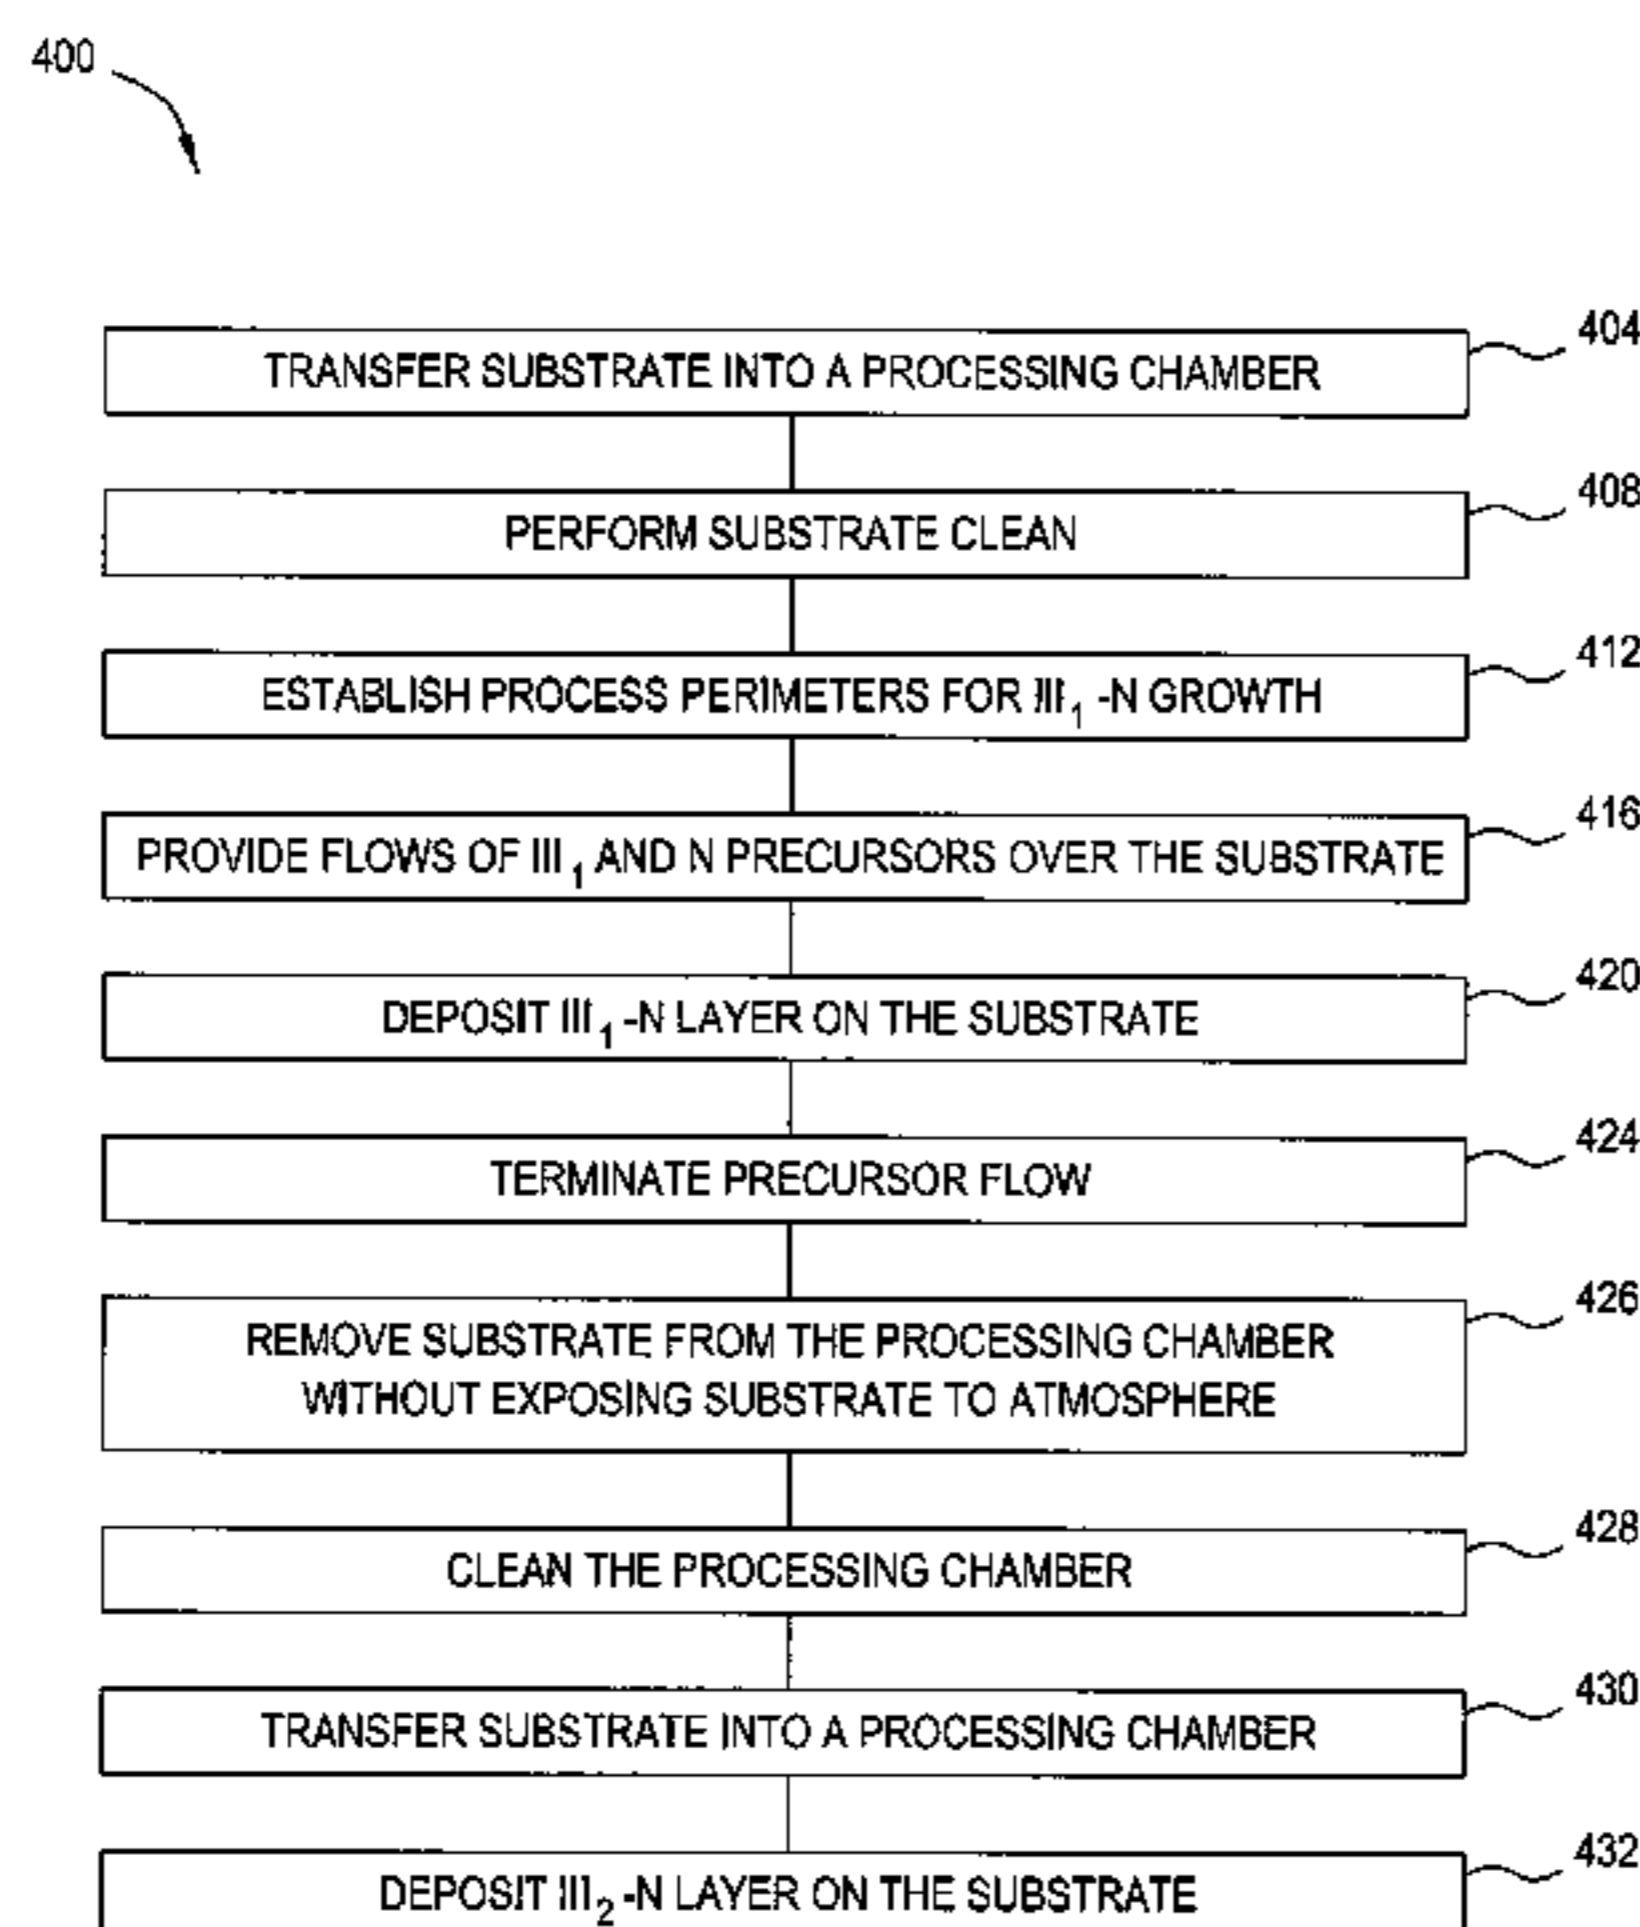 400
TRANSFER SUBSTRATE INTO A PROCESSING CHAMBER
404
PERFORM SUBSTRATE CLEAN
408
ESTABLISH PROCESS PERIMETERS FOR III₁ -N GROWTH
412
PROVIDE FLOWS OF III₁ AND N PRECURSORS OVER THE SUBSTRATE
416
DEPOSIT III₁ -N LAYER ON THE SUBSTRATE
420
TERMINATE PRECURSOR FLOW
424
REMOVE SUBSTRATE FROM THE PROCESSING CHAMBER
WITHOUT EXPOSING SUBSTRATE TO ATMOSPHERE
426
CLEAN THE PROCESSING CHAMBER
428
TRANSFER SUBSTRATE INTO A PROCESSING CHAMBER
430
DEPOSIT III₂ -N LAYER ON THE SUBSTRATE
432